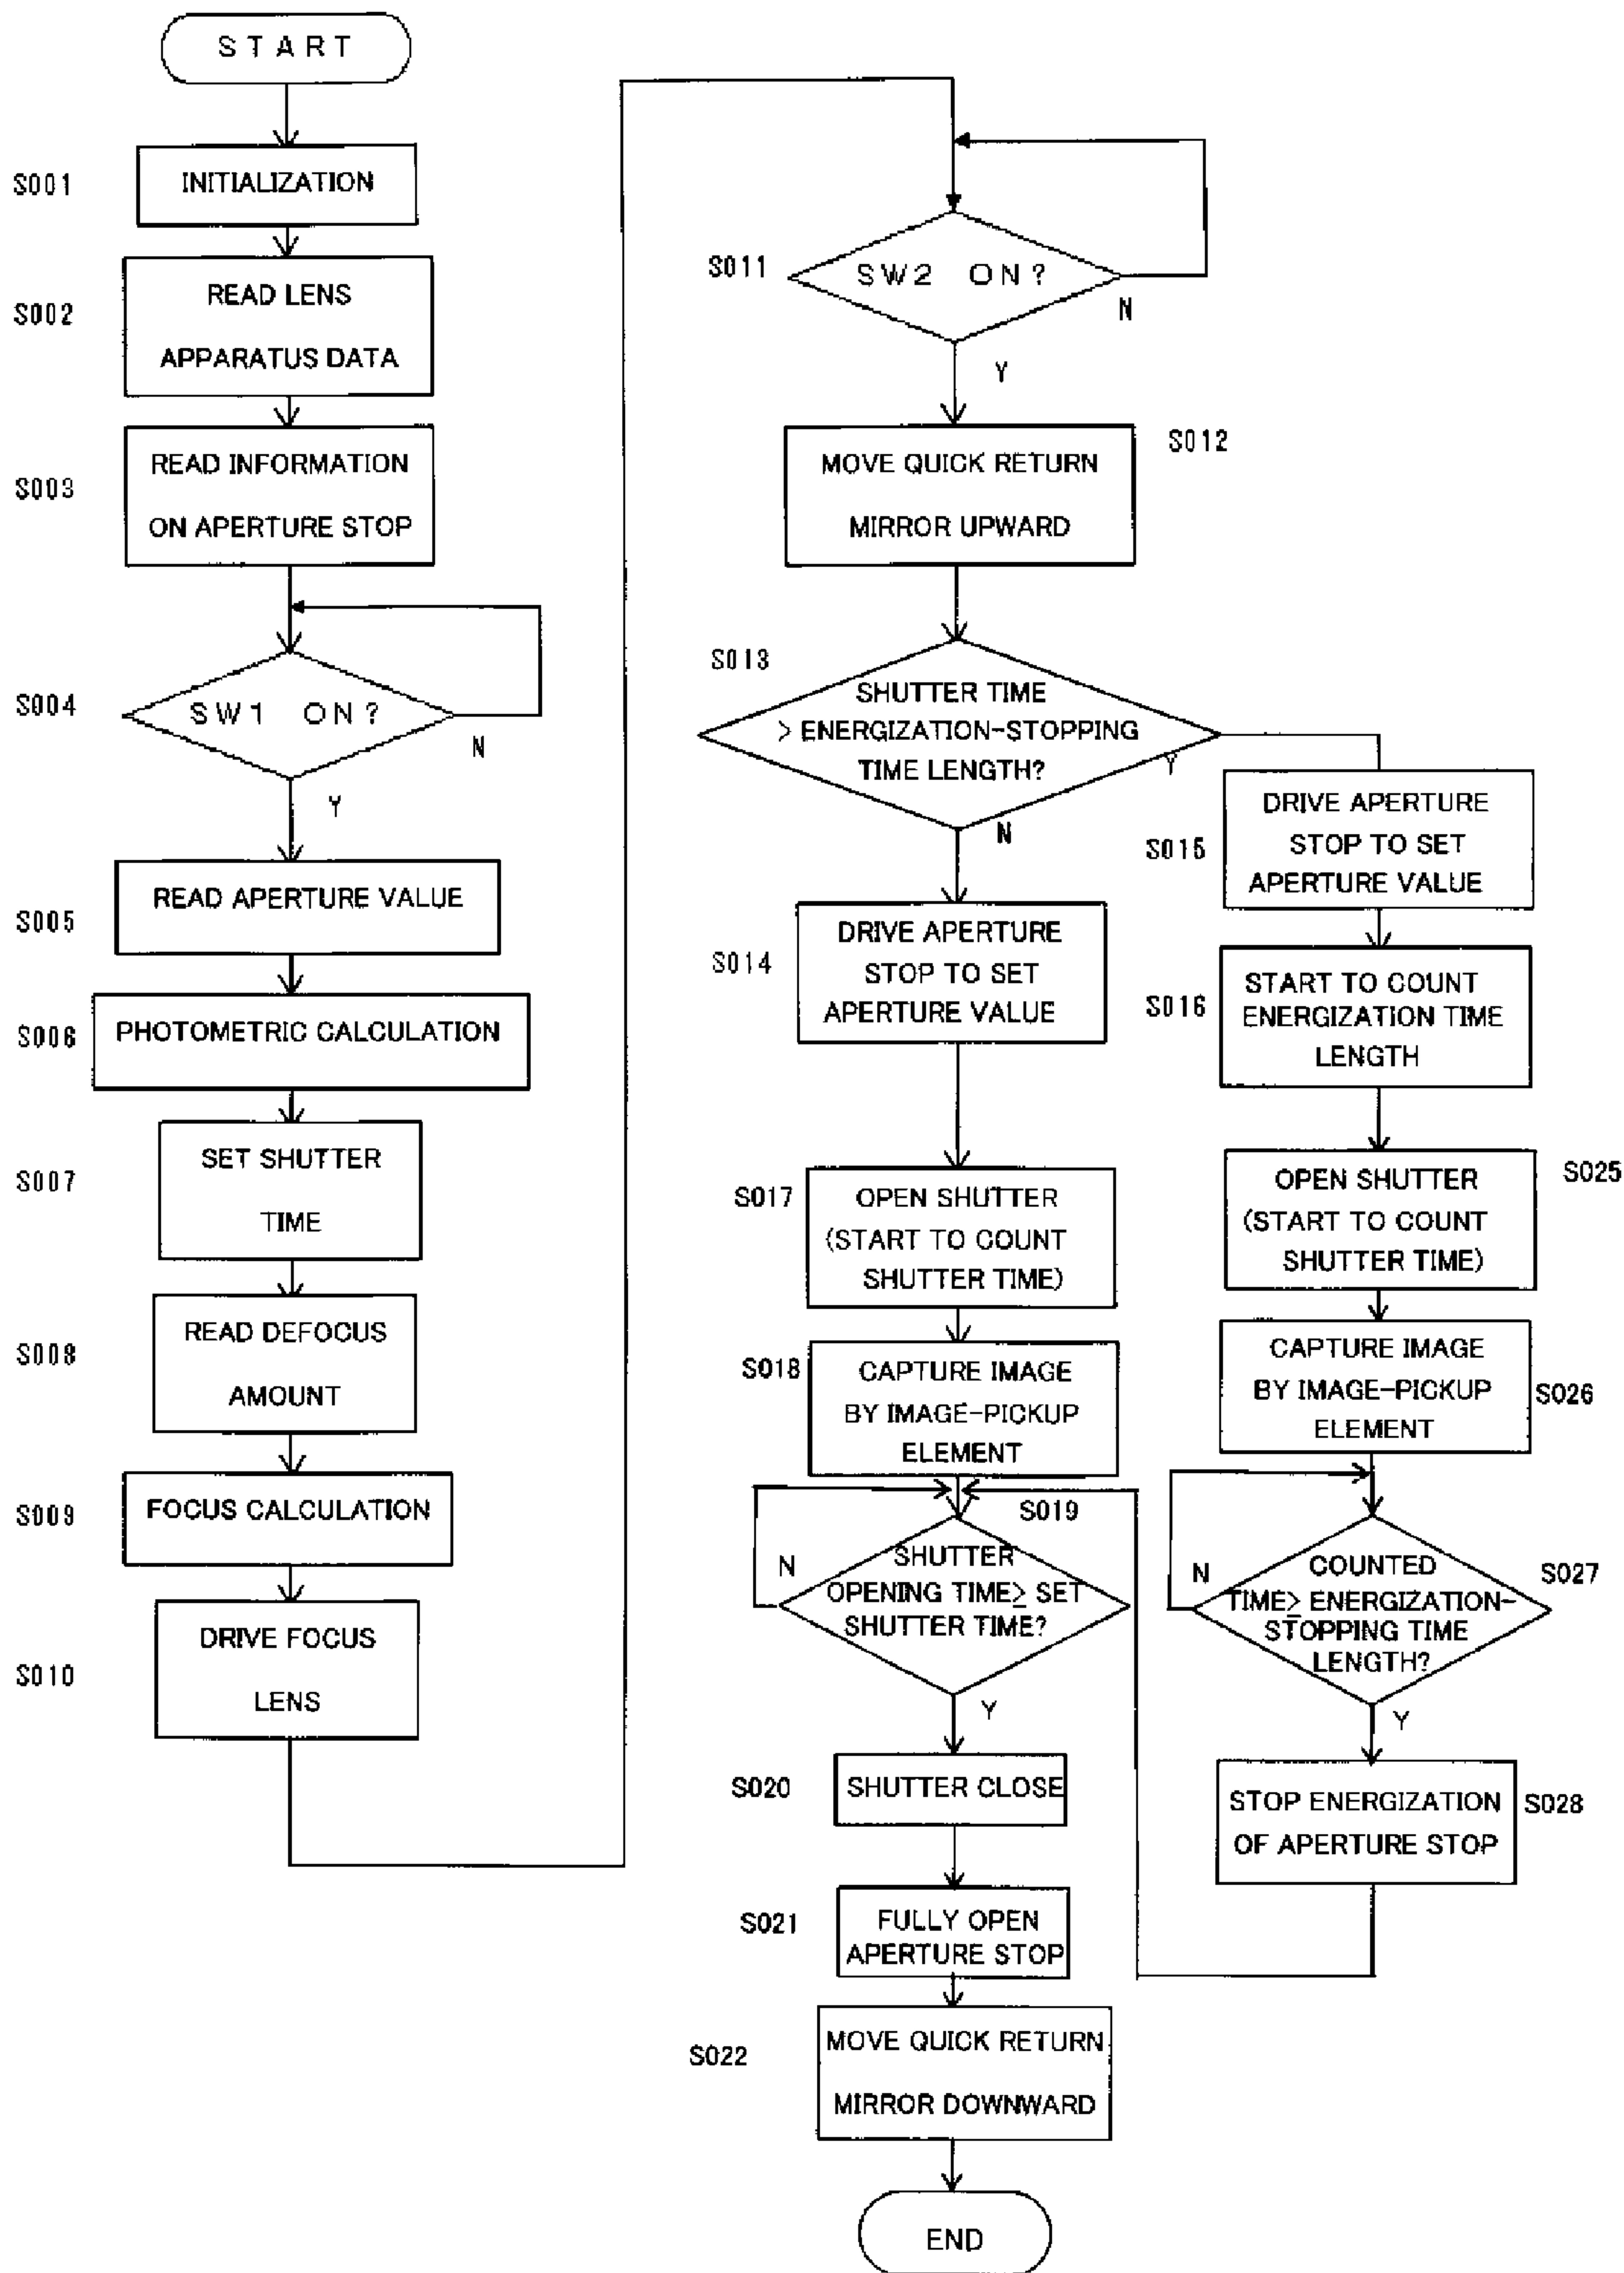 START
S001
INITIALIZATION
S002
READ LENS
APPARATUS DATA
S003
READ INFORMATION
ON APERTURE STOP
S004
SW1 ON?
N
Y
S005
READ APERTURE VALUE
S006
PHOTOMETRIC CALCULATION
S007
SET SHUTTER
TIME
S008
READ DEFOCUS
AMOUNT
S009
FOCUS CALCULATION
S010
DRIVE FOCUS
LENS
S011
SW2 ON?
N
Y
S012
MOVE QUICK RETURN
MIRROR UPWARD
S013
SHUTTER TIME
> ENERGIZATION-STOPPING
TIME LENGTH?
Y
N
S014
DRIVE APERTURE
STOP TO SET
APERTURE VALUE
S017
OPEN SHUTTER
(START TO COUNT
SHUTTER TIME)
S018
CAPTURE IMAGE
BY IMAGE-PICKUP
ELEMENT
S019
N
SHUTTER
OPENING TIME≥ SET
SHUTTER TIME?
Y
S020
SHUTTER CLOSE
S021
FULLY OPEN
APERTURE STOP
S022
MOVE QUICK RETURN
MIRROR DOWNWARD
END
S015
DRIVE APERTURE
STOP TO SET
APERTURE VALUE
S016
START TO COUNT
ENERGIZATION TIME
LENGTH
S025
OPEN SHUTTER
(START TO COUNT
SHUTTER TIME)
S026
CAPTURE IMAGE
BY IMAGE-PICKUP
ELEMENT
S027
N
COUNTED
TIME≥ ENERGIZATION-
STOPPING TIME
LENGTH?
Y
S028
STOP ENERGIZATION
OF APERTURE STOP